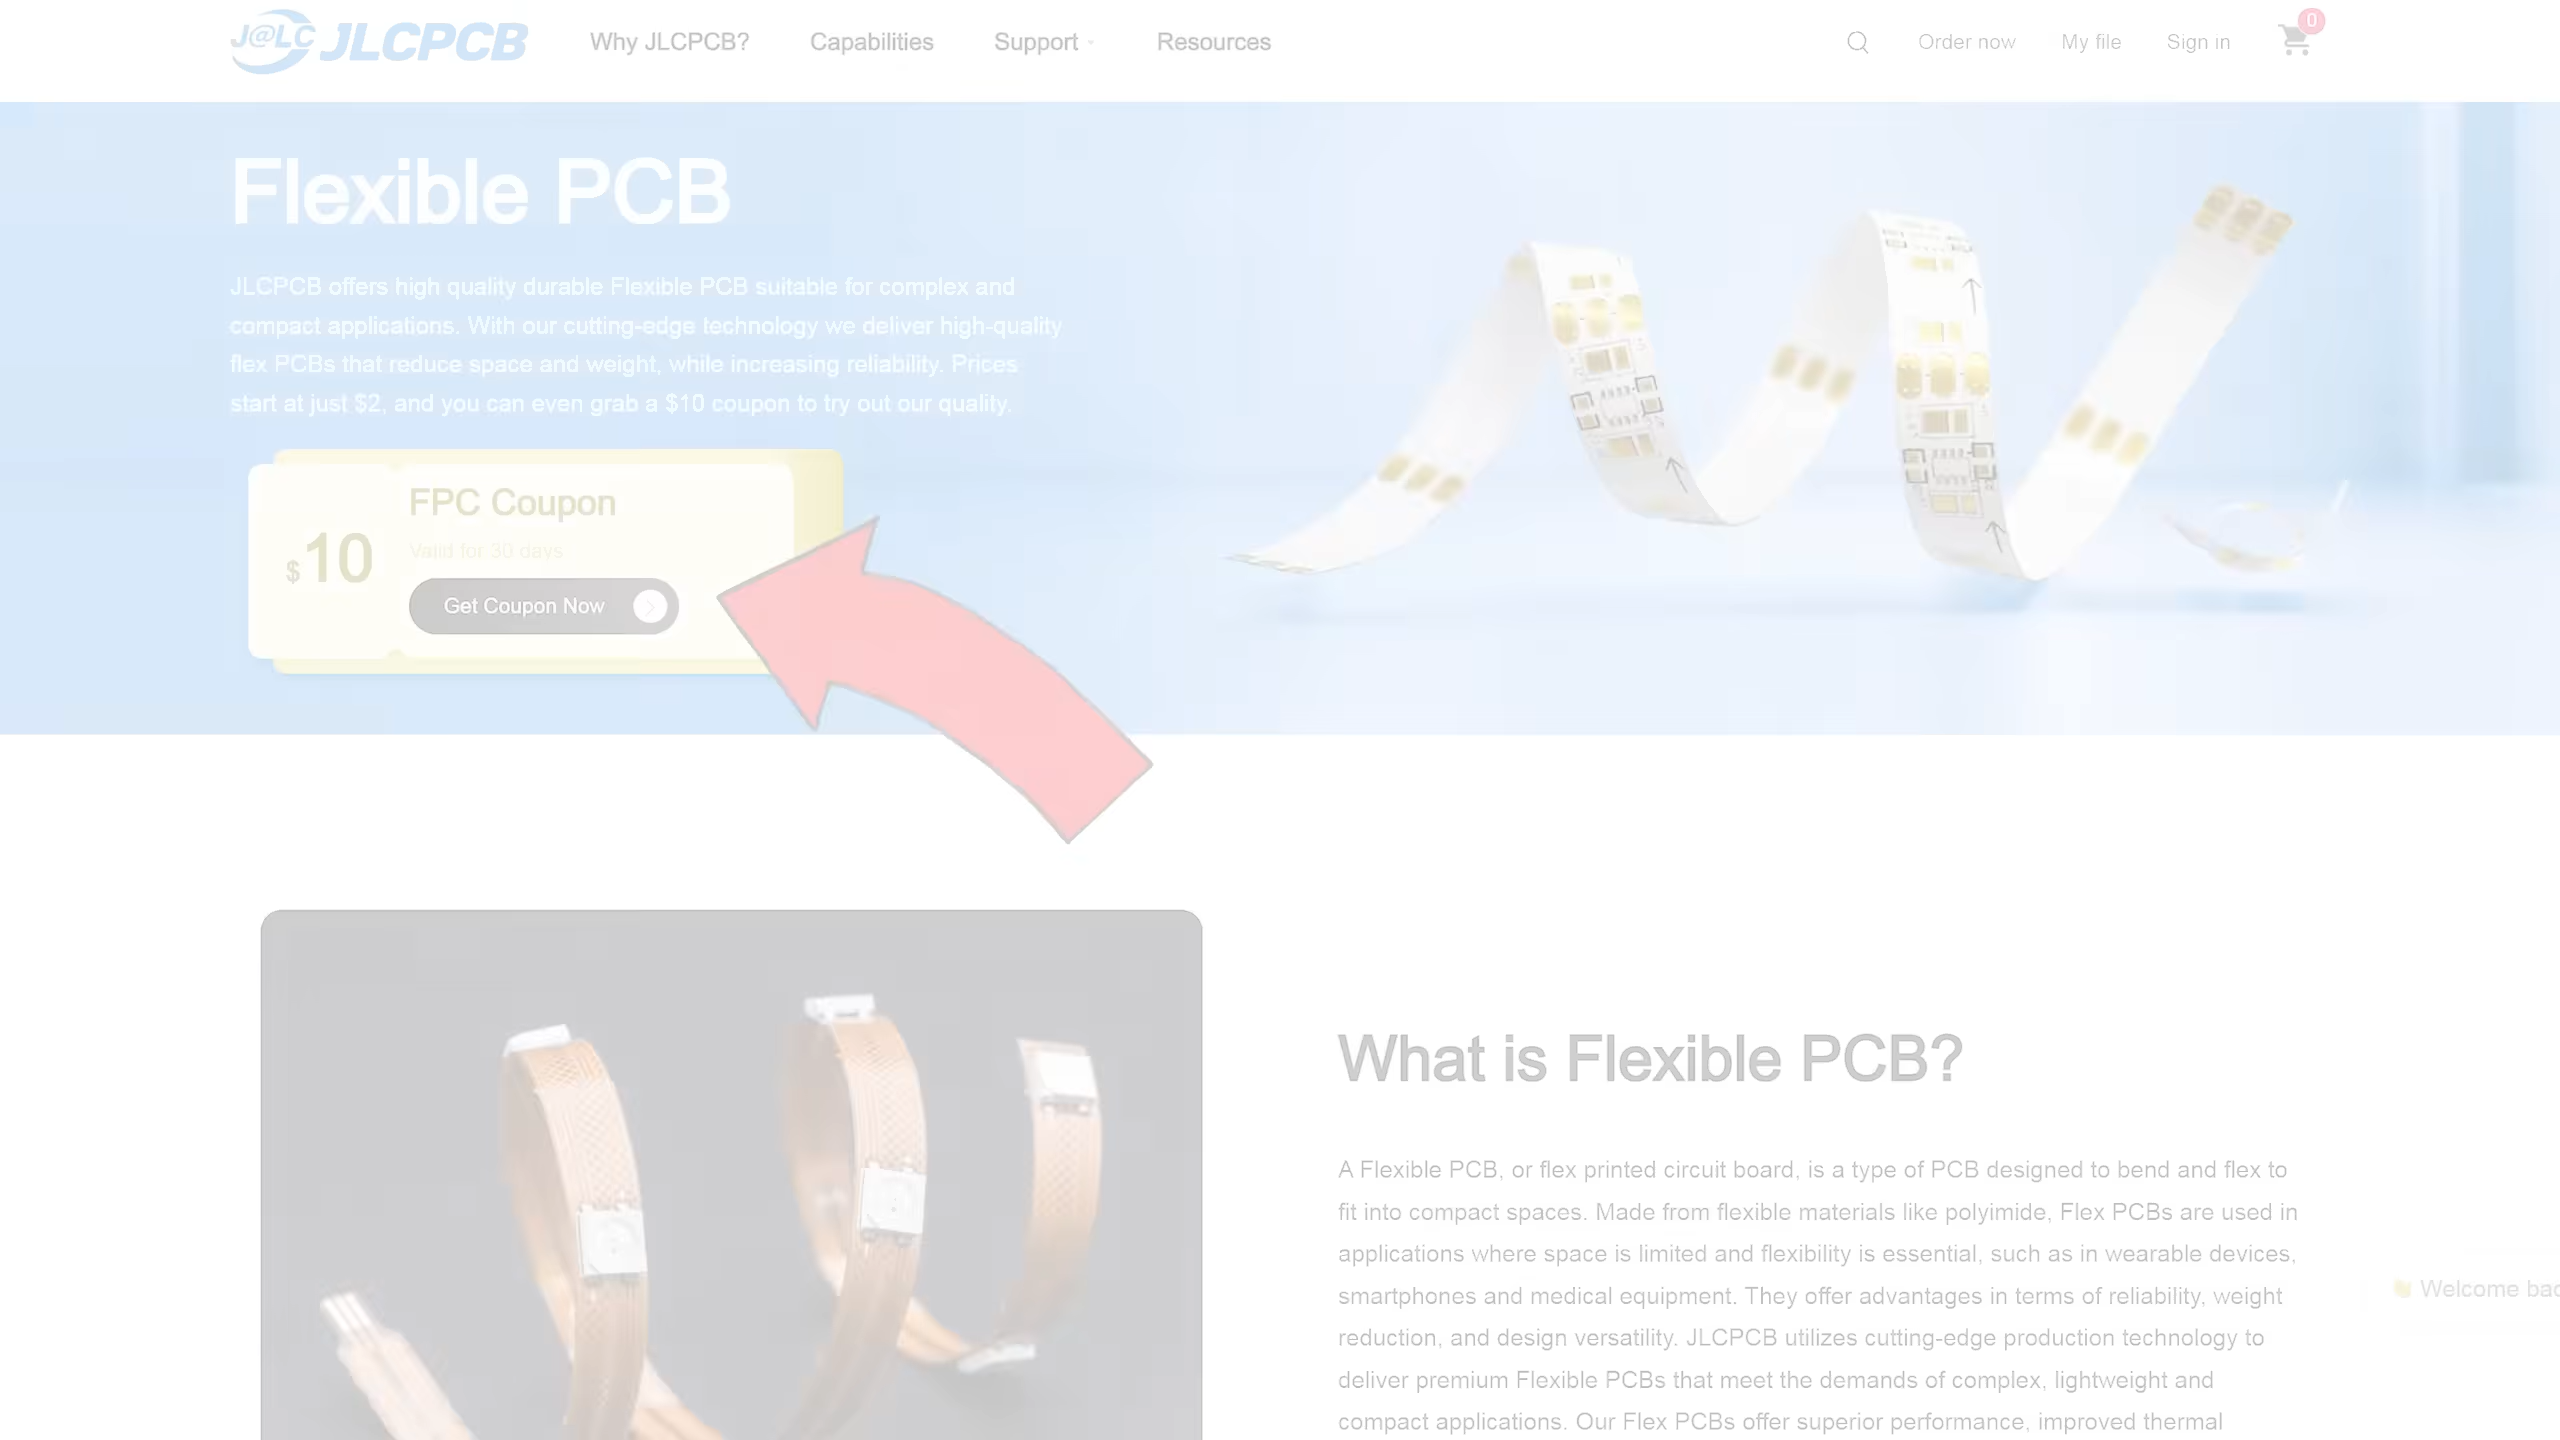 J@LC JLCPCB
Why JLCPCB?
Capabilities
Support
Resources
Order now
My file
Sign in
0
Flexible PCB
JLCPCB offers high quality durable Flexible PCB suitable for complex and
compact applications. With our cutting-edge technology we deliver high-quality
flex PCBs that reduce space and weight, while increasing reliability. Prices
start at just $2, and you can even grab a $10 coupon to try out our quality.
$10
FPC Coupon
Valid for 30 days
Get Coupon Now
What is Flexible PCB?
A Flexible PCB, or flex printed circuit board, is a type of PCB designed to bend and flex to
fit into compact spaces. Made from flexible materials like polyimide, Flex PCBs are used in
applications where space is limited and flexibility is essential, such as in wearable devices,
smartphones and medical equipment. They offer advantages in terms of reliability, weight
reduction, and design versatility. JLCPCB utilizes cutting-edge production technology to
deliver premium Flexible PCBs that meet the demands of complex, lightweight and
compact applications. Our Flex PCBs offer superior performance, improved thermal
Welcome bac